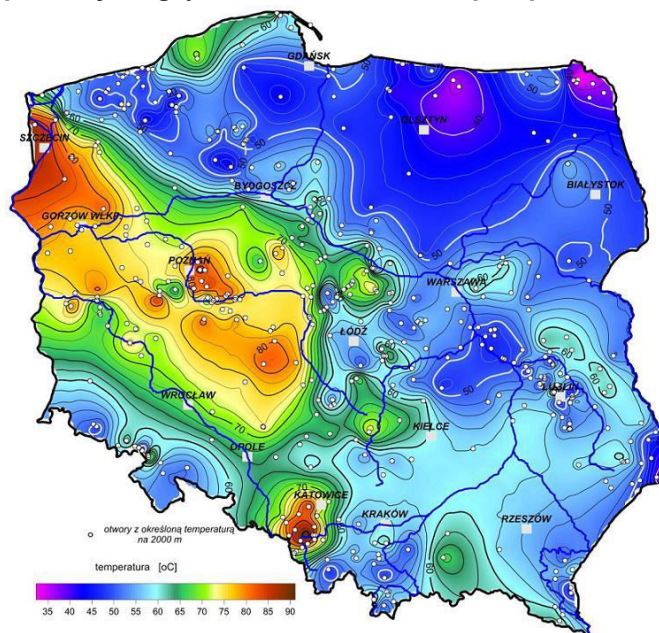 GDAŃSK
SZCZECIN
OLSZTYN
BYDGOSZCZ
BIAŁYSTOK
GORZÓW WLKP.
POZNAŃ
WARSZAWA
ŁÓDŹ
WROCŁAW
LUBLIN
OPOLE
KIELCE
KATOWICE
KRAKÓW
RZESZÓW
otwory z określoną temperaturą
na 2000 m
temperatura [oC]
35 40 45 50 55 60 65 70 75 80 85 90